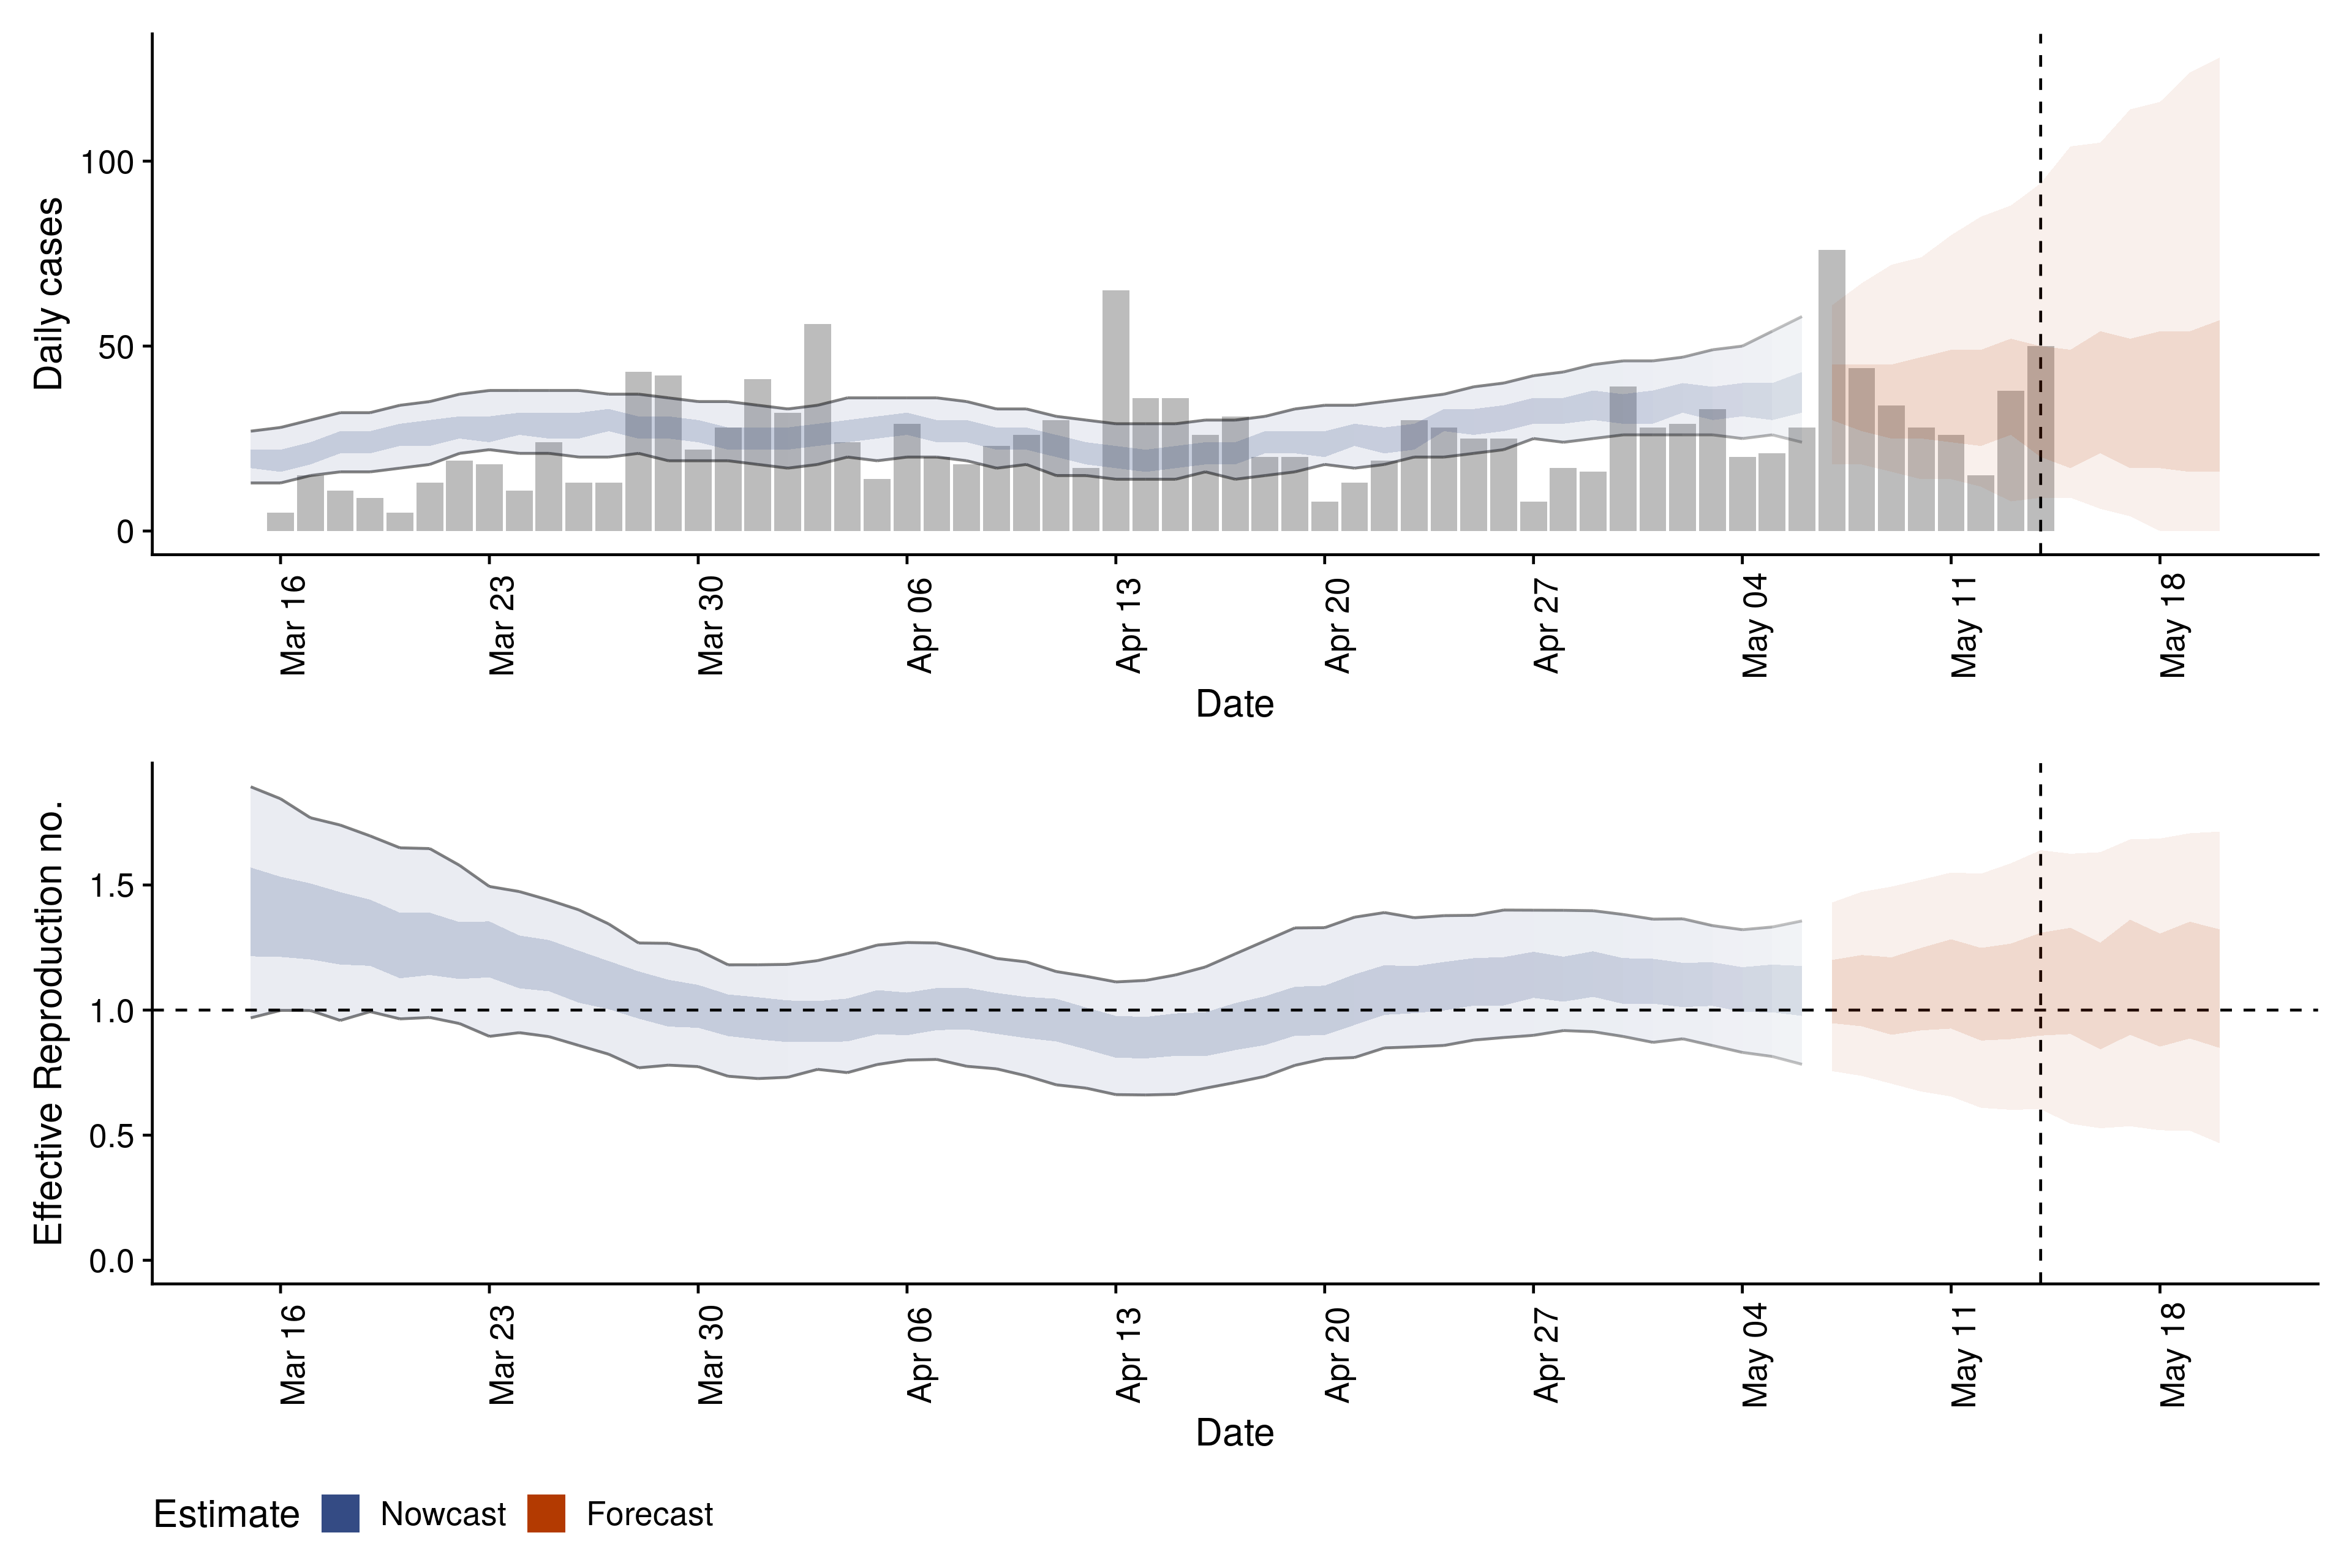 Daily cases
100
50
0
Mar 16
Mar 23
Mar 30
Apr 06
Apr 13
Apr 20
Apr 27
May 04
May 11
May 18
Date
Effective Reproduction no.
1.5
1.0
0.5
0.0
Mar 16
Mar 23
Mar 30
Apr 06
Apr 13
Apr 20
Apr 27
May 04
May 11
May 18
Date
Estimate Nowcast Forecast